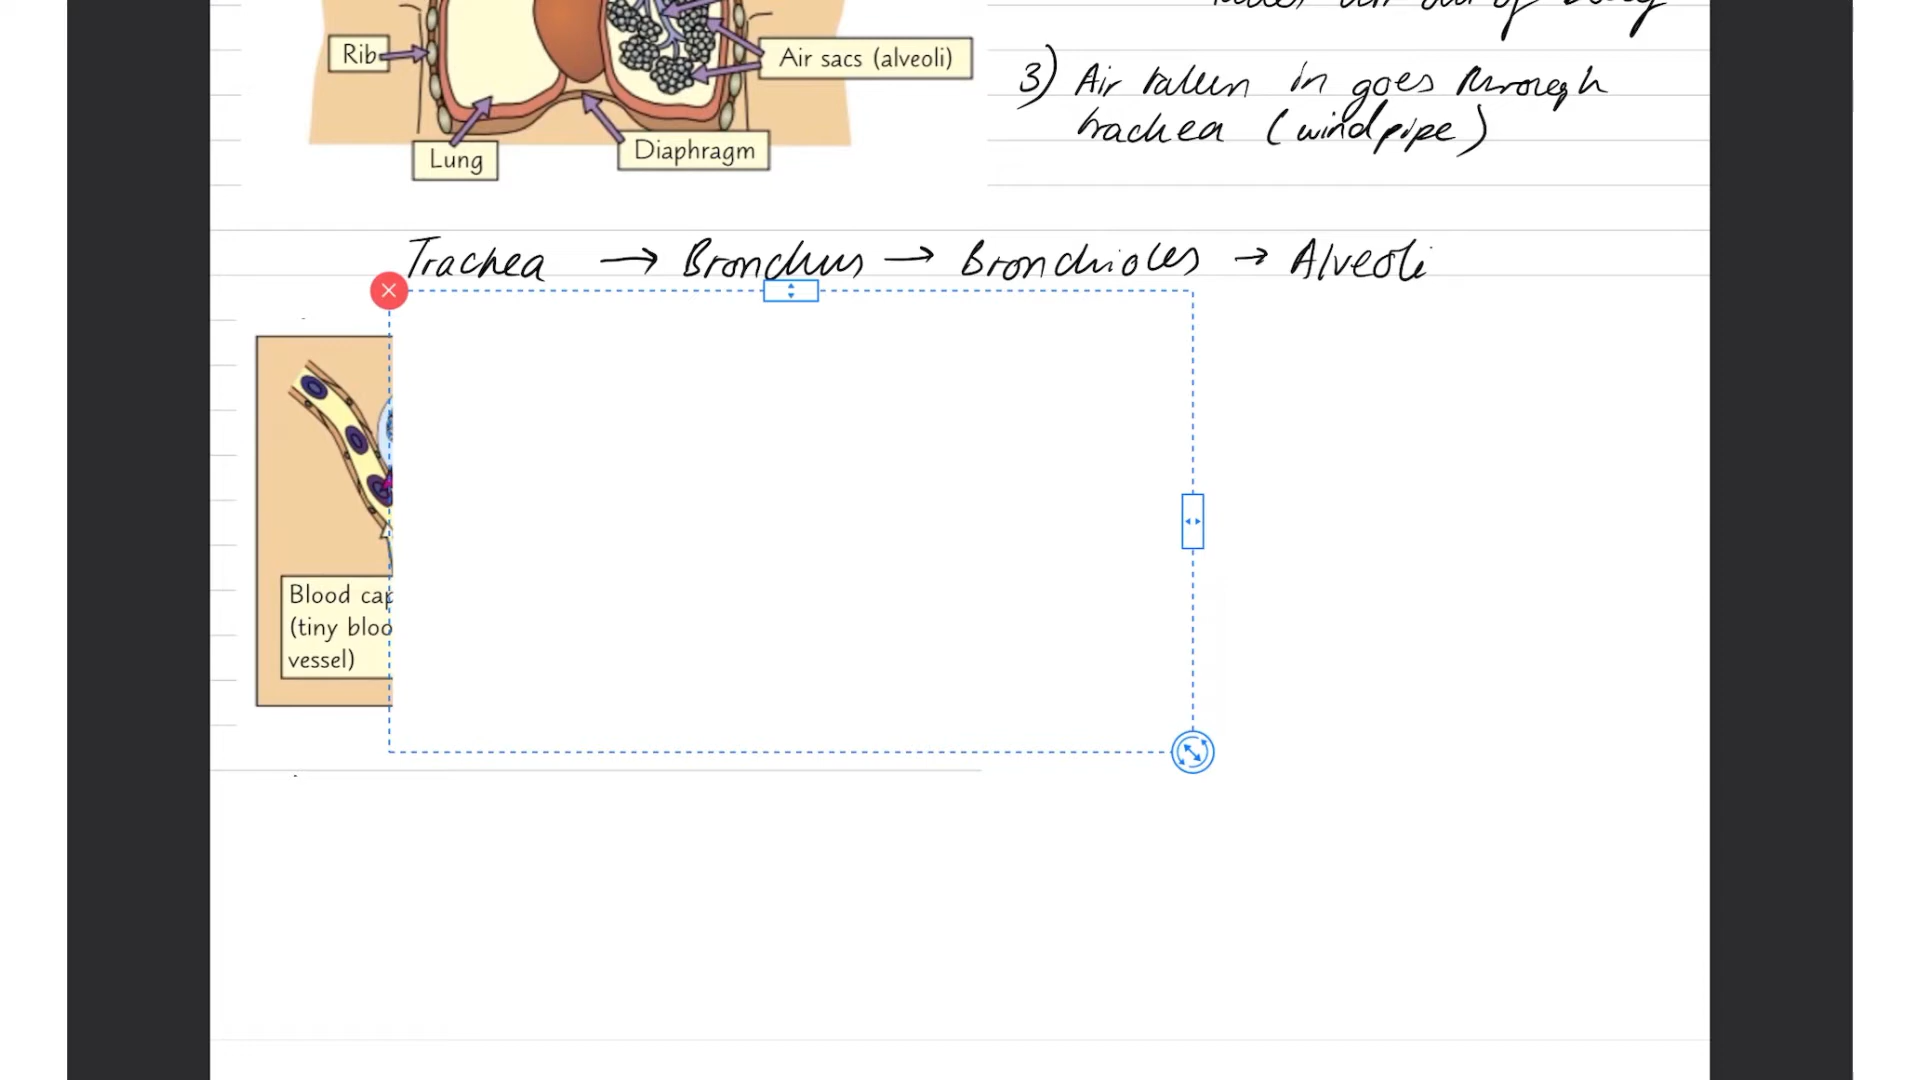 Rib
Air sacs (alveoli)
Lung
Diaphragm
3) Air taken in goes through
trachea (windpipe)
Trachea → Bronchus → Bronchioles → Alveoli
Blood cap
(tiny bloo
vessel)